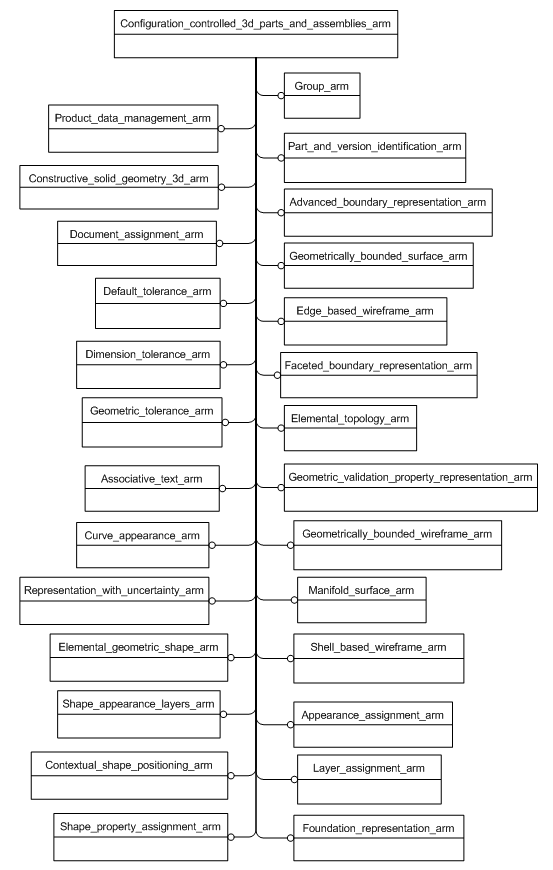 Configuration_controlled_3d_parts_and_assemblies_arm
Group_arm
Product_data_management_arm
Part_and_version_identification_arm
Constructive_solid_geometry_3d_arm
Advanced_boundary_representation_arm
Document_assignment_arm
Geometrically_bounded_surface_arm
Default_tolerance_arm
Edge_based_wireframe_arm
Dimension_tolerance_arm
Faceted_boundary_representation_arm
Geometric_tolerance_arm
Elemental_topology_arm
Associative_text_arm
Geometric_validation_property_representation_arm
Curve_appearance_arm
Geometrically_bounded_wireframe_arm
Representation_with_uncertainty_arm
Manifold_surface_arm
Elemental_geometric_shape_arm
Shell_based_wireframe_arm
Shape_appearance_layers_arm
Appearance_assignment_arm
Contextual_shape_positioning_arm
Layer_assignment_arm
Shape_property_assignment_arm
Foundation_representation_arm